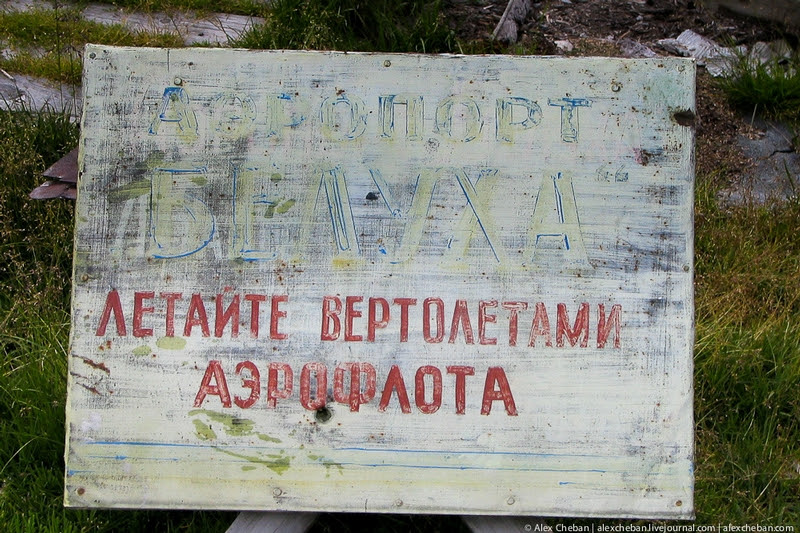 АЭРОПОРТ
БЕЛУХА"
ЛЕТАЙТЕ ВЕРТОЛЕТАМИ
АЭРОФЛОТА
© Alex Cheban | alexcheban.livejournal.com | alexcheban.com